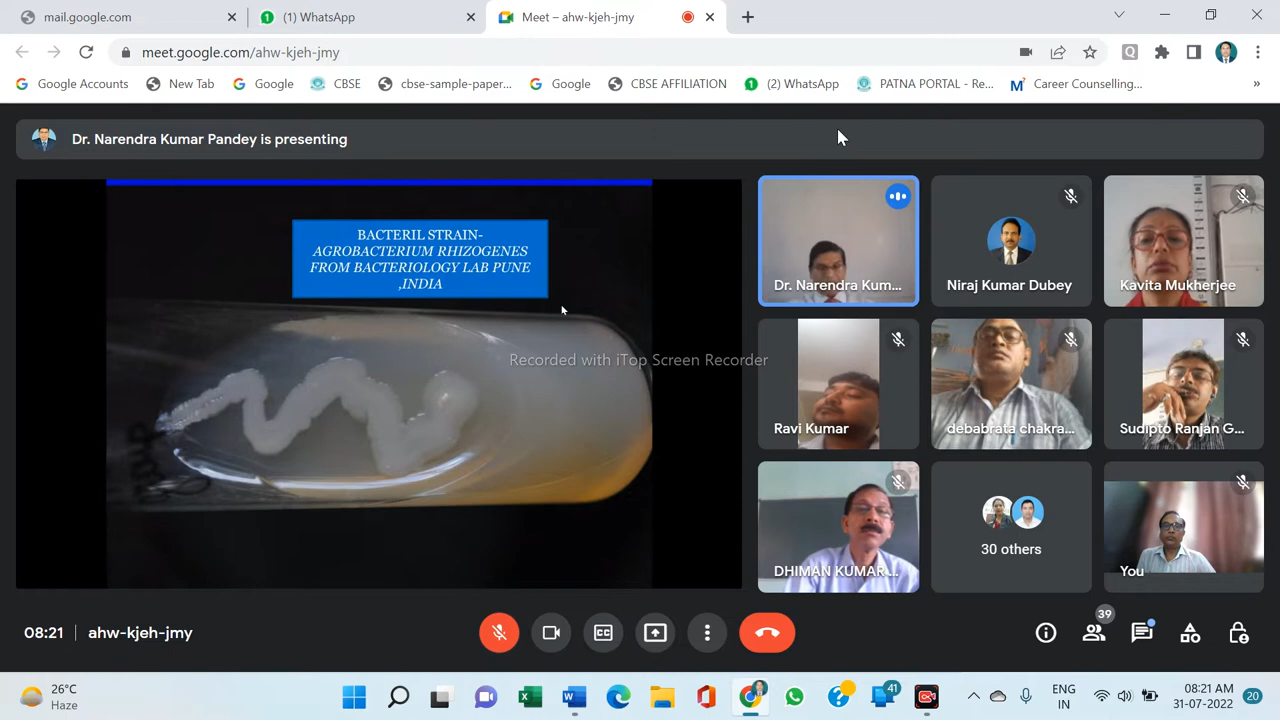 mail.google.com
(1) WhatsApp
Meet – ahw-kjeh-jmy
meet.google.com/ahw-kjeh-jmy
Google Accounts
New Tab
Google
CBSE
cbse-sample-paper...
Google
CBSE AFFILIATION
(2) WhatsApp
PATNA PORTAL - Re...
Career Counselling...
»
Dr. Narendra Kumar Pandey is presenting
BACTERIL STRAIN-
AGROBACTERIUM RHIZOGENES
FROM BACTERIOLOGY LAB PUNE
,INDIA
Recorded with iTop Screen Recorder
Dr. Narendra Kum...
Niraj Kumar Dubey
Kavita Mukherjee
Ravi Kumar
debabrata chakra...
Sudipto Ranjan G...
DHIMAN KUMAR ...
30 others
You
08:21 | ahw-kjeh-jmy
CC
39
26°C
Haze
41
ENG
IN
08:21 AM
31-07-2022
20